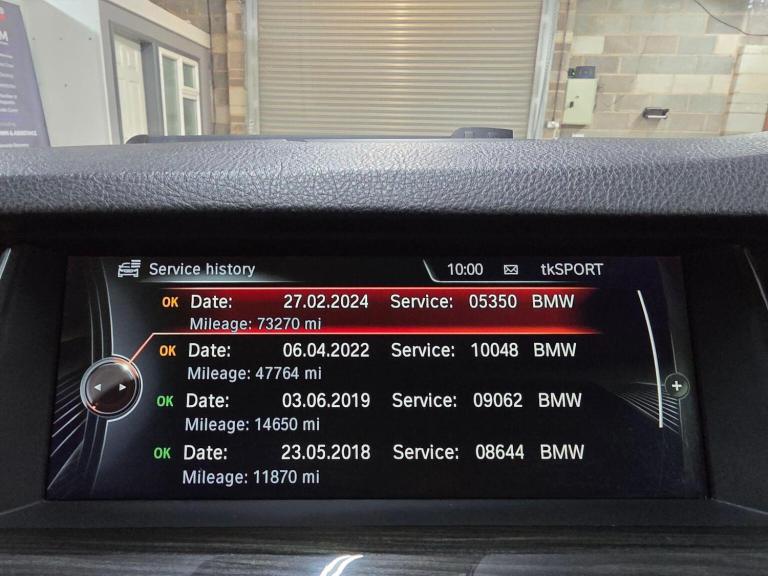 Service history 10:00 tkSPORT
OK Date: 27.02.2024 Service: 05350 BMW
Mileage: 73270 mi
OK Date: 06.04.2022 Service: 10048 BMW
Mileage: 47764 mi
OK Date: 03.06.2019 Service: 09062 BMW
Mileage: 14650 mi
OK Date: 23.05.2018 Service: 08644 BMW
Mileage: 11870 mi